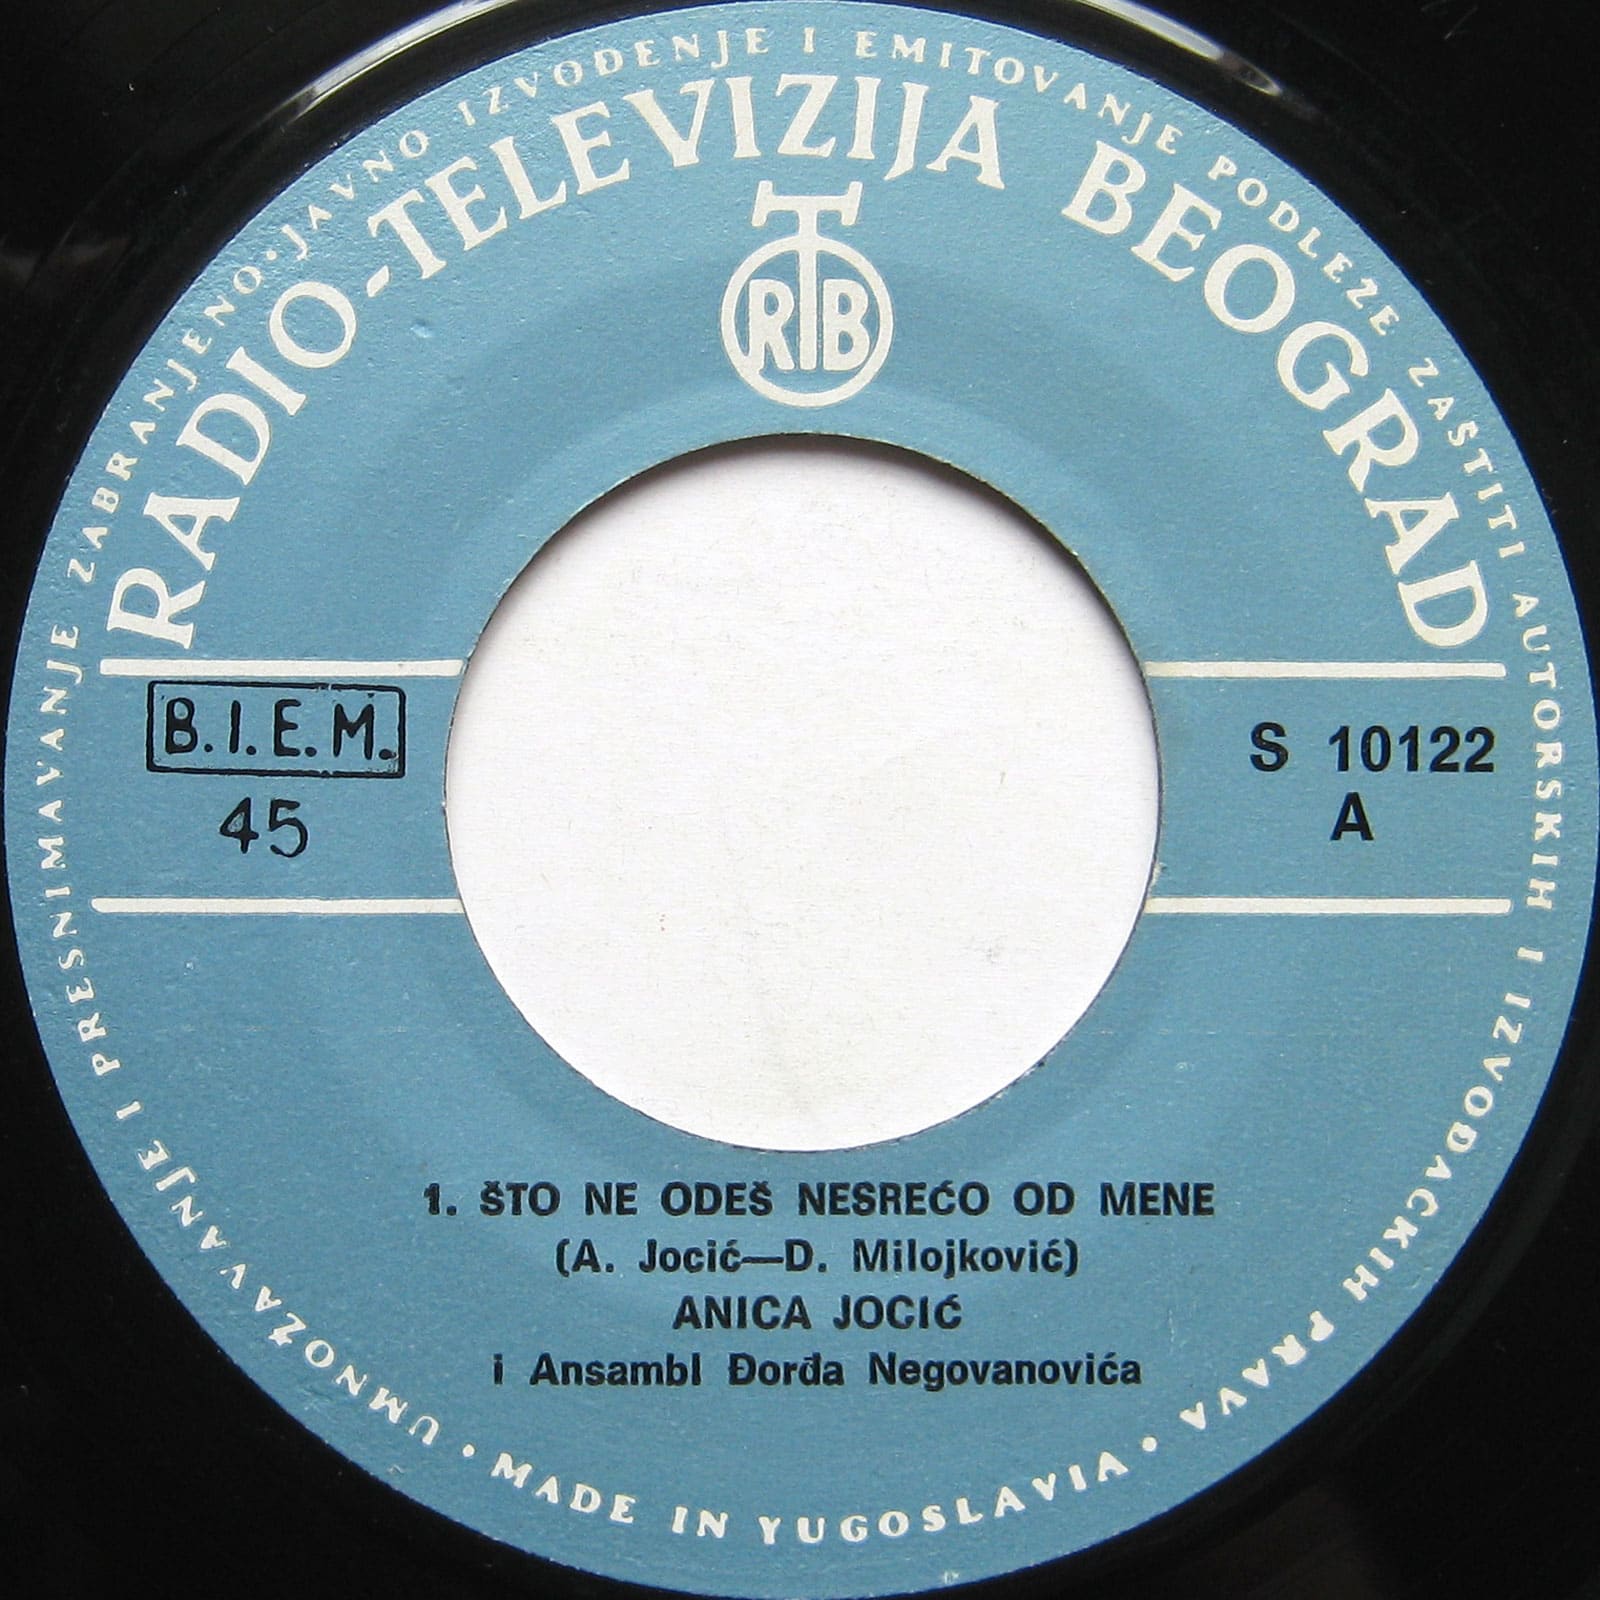 UMNOŽAVANJE I PRESNIMAVANJE ZABRANJENO · JAVNO IZVOĐENJE I EMITOVANJE PODLEŽE ZAŠTITI AUTORSKIH I IZVOĐAČKIH PRAVA ·
RADIO-TELEVIZIJA BEOGRAD
RTB
B.I.E.M.
45
S 10122
A
1. ŠTO NE ODEŠ NESREĆO OD MENE
(A. Jocić—D. Milojković)
ANICA JOCIĆ
i Ansambl Đorđa Negovanovića
· MADE IN YUGOSLAVIA ·